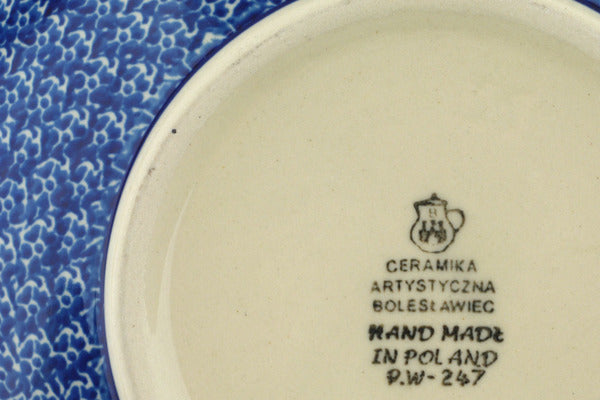 B
CERAMIKA
ARTYSTYCZNA
BOLESŁAWIEC
HAND MADE
IN POLAND
P.W-247